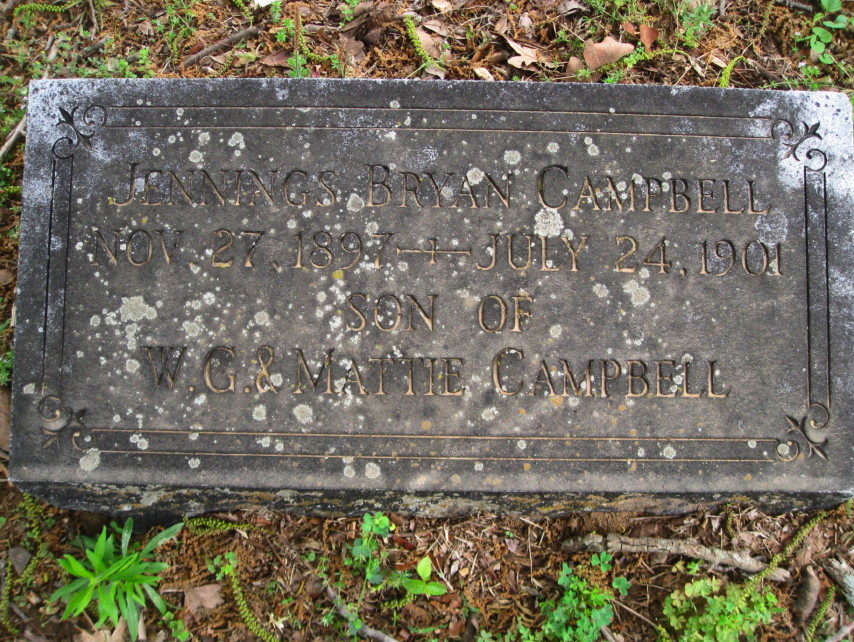 Jennings Bryan Campbell
Nov. 27, 1897 – July 24, 1901
Son of
W.G. & Mattie Campbell